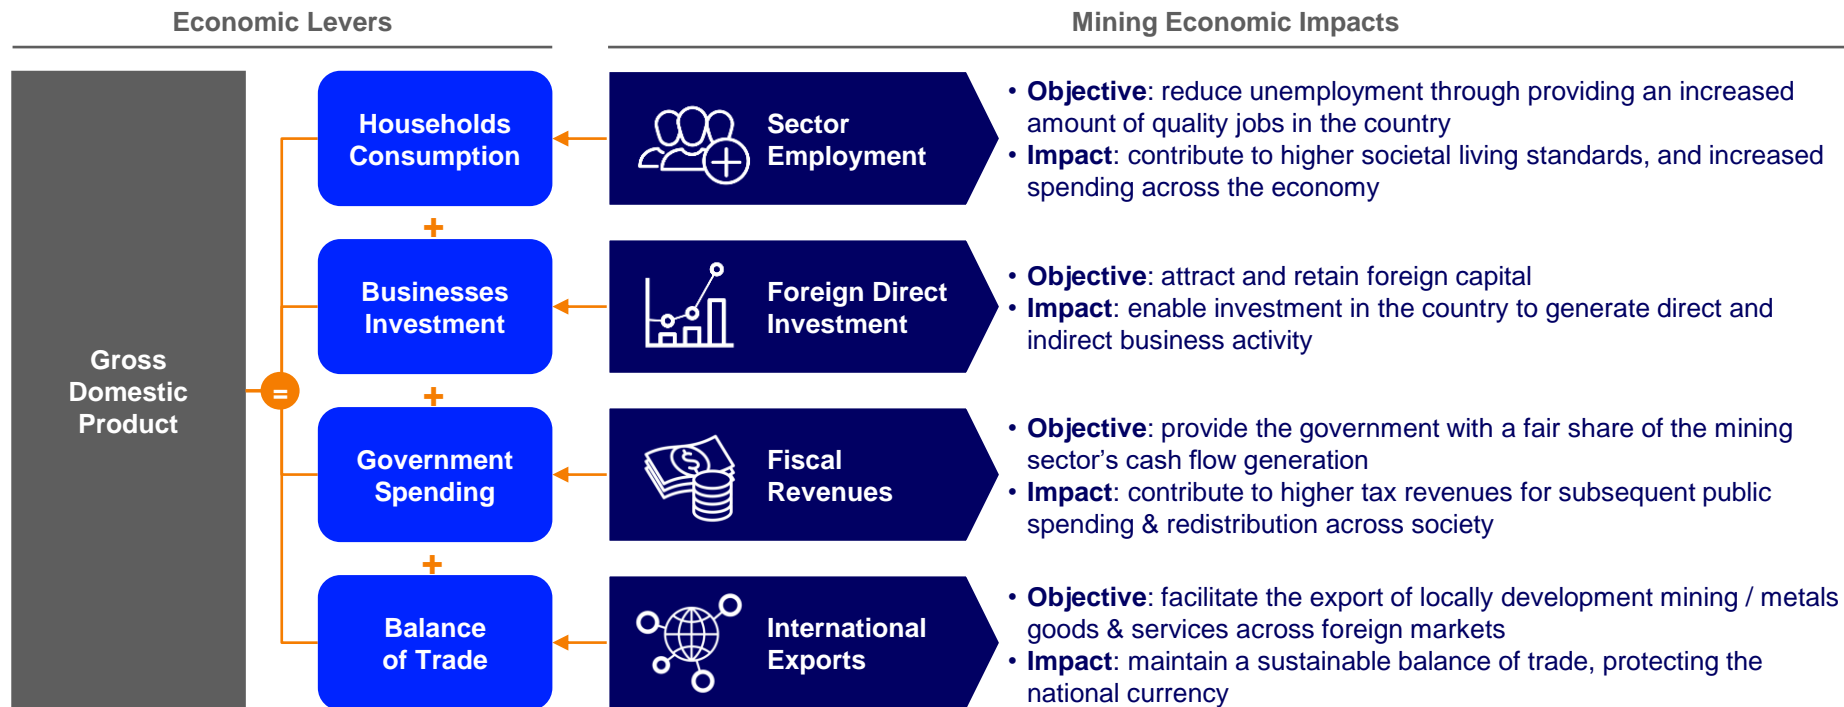 Economic Levers
Mining Economic Impacts
Gross
Domestic
Product
=
Households
Consumption
+
Businesses
Investment
+
Government
Spending
+
Balance
of Trade
Sector
Employment
• Objective: reduce unemployment through providing an increased
amount of quality jobs in the country
• Impact: contribute to higher societal living standards, and increased
spending across the economy
Foreign Direct
Investment
• Objective: attract and retain foreign capital
• Impact: enable investment in the country to generate direct and
indirect business activity
$
Fiscal
Revenues
• Objective: provide the government with a fair share of the mining
sector’s cash flow generation
• Impact: contribute to higher tax revenues for subsequent public
spending & redistribution across society
International
Exports
• Objective: facilitate the export of locally development mining / metals
goods & services across foreign markets
• Impact: maintain a sustainable balance of trade, protecting the
national currency